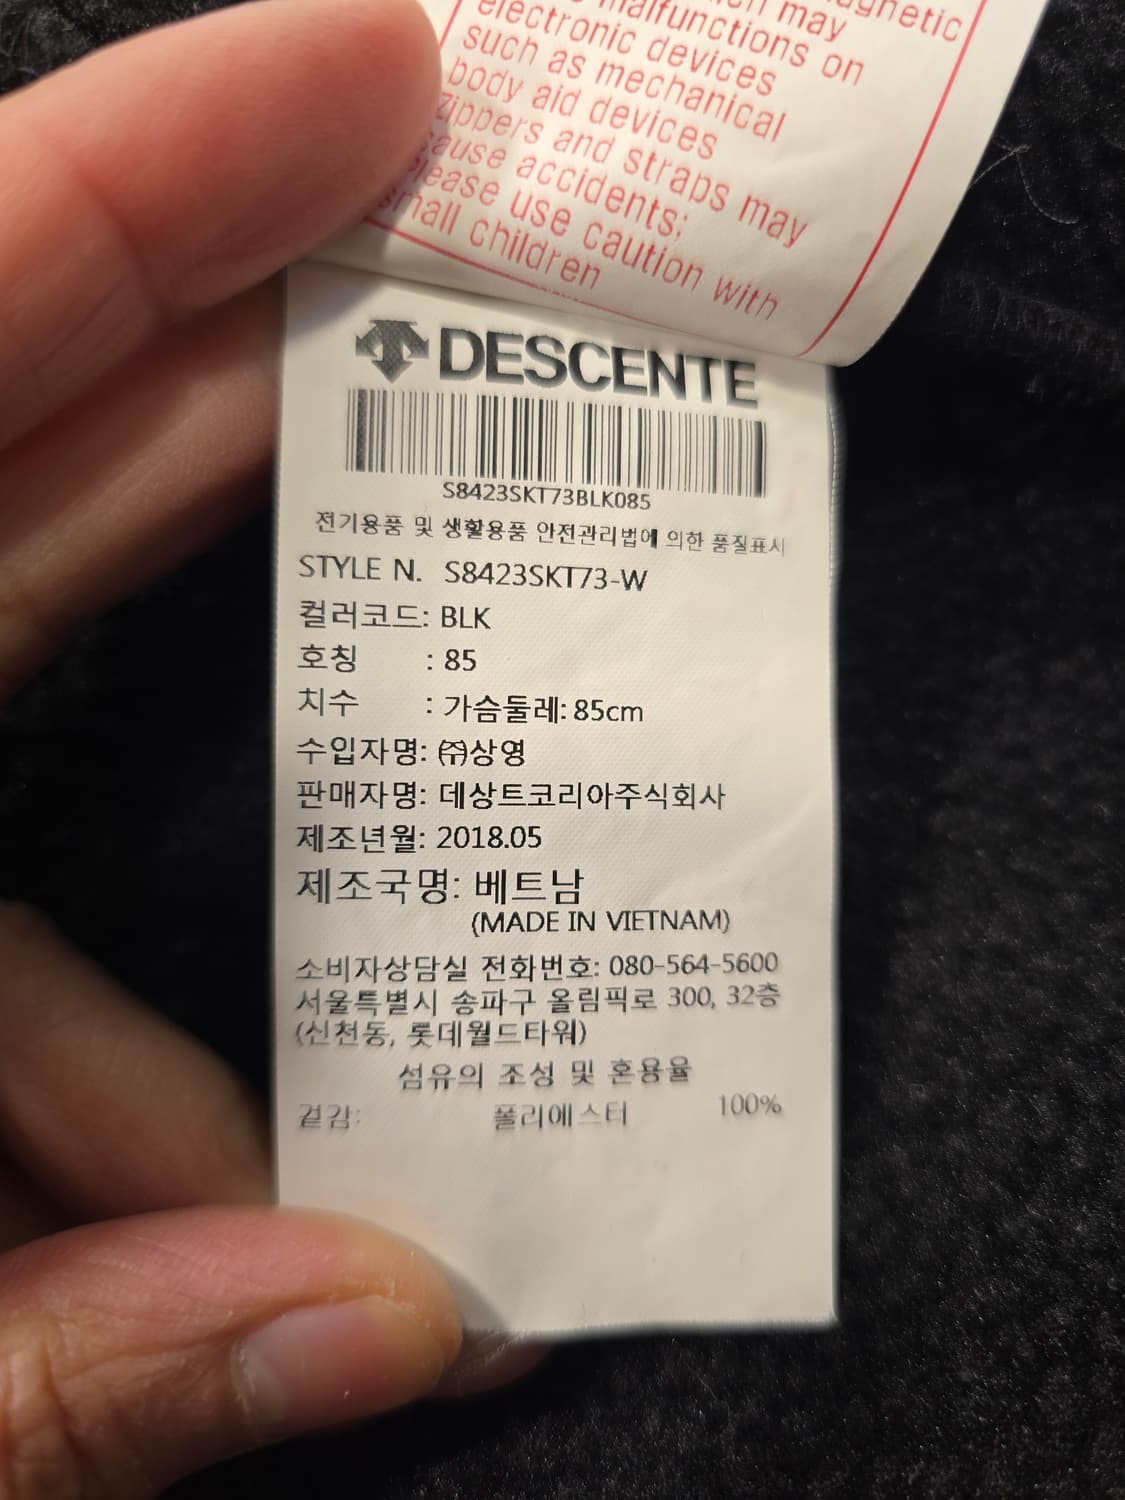 magnetic
may
malfunctions on
electronic devices
such as mechanical
body aid devices
Zippers and straps may
cause accidents;
please use caution with
small children
DESCENTE
S8423SKT73BLK085
전기용품 및 생활용품 안전관리법에 의한 품질표시
STYLE N. S8423SKT73-W
컬러코드: BLK
호칭 : 85
치수 : 가슴둘레: 85cm
수입자명: ㈜상영
판매자명: 데상트코리아주식회사
제조년월: 2018.05
제조국명: 베트남
(MADE IN VIETNAM)
소비자상담실 전화번호: 080-564-5600
서울특별시 송파구 올림픽로 300, 32층
(신천동, 롯데월드타워)
섬유의 조성 및 혼용율
겉감: 폴리에스터 100%